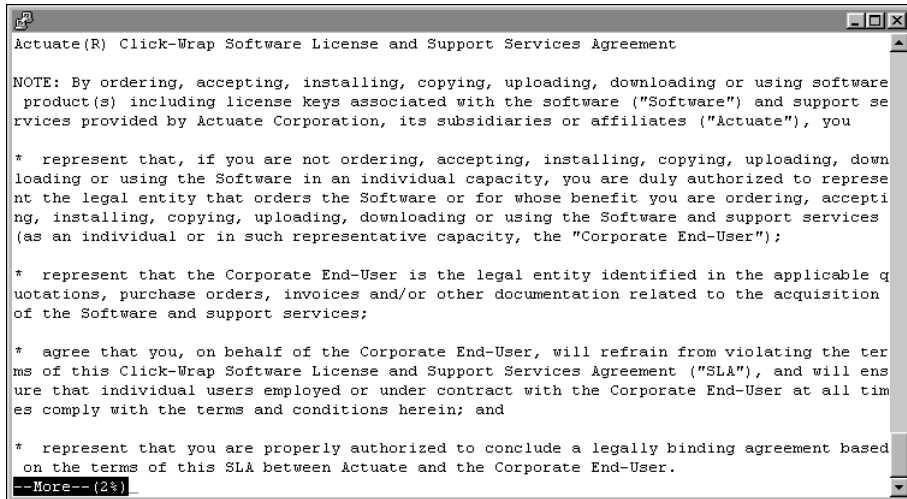 Actuate(R) Click-Wrap Software License and Support Services Agreement
NOTE: By ordering, accepting, installing, copying, uploading, downloading or using software
product(s) including license keys associated with the software ("Software") and support se
rvices provided by Actuate Corporation, its subsidiaries or affiliates ("Actuate"), you
*  represent that, if you are not ordering, accepting, installing, copying, uploading, down
loading or using the Software in an individual capacity, you are duly authorized to represe
nt the legal entity that orders the Software or for whose benefit you are ordering, accepti
ng, installing, copying, uploading, downloading or using the Software and support services
(as an individual or in such representative capacity, the "Corporate End-User");
*  represent that the Corporate End-User is the legal entity identified in the applicable q
uotations, purchase orders, invoices and/or other documentation related to the acquisition
of the Software and support services;
*  agree that you, on behalf of the Corporate End-User, will refrain from violating the ter
ms of this Click-Wrap Software License and Support Services Agreement ("SLA"), and will ens
ure that individual users employed or under contract with the Corporate End-User at all tim
es comply with the terms and conditions herein; and
*  represent that you are properly authorized to conclude a legally binding agreement based
on the terms of this SLA between Actuate and the Corporate End-User.
--More--(2%)_